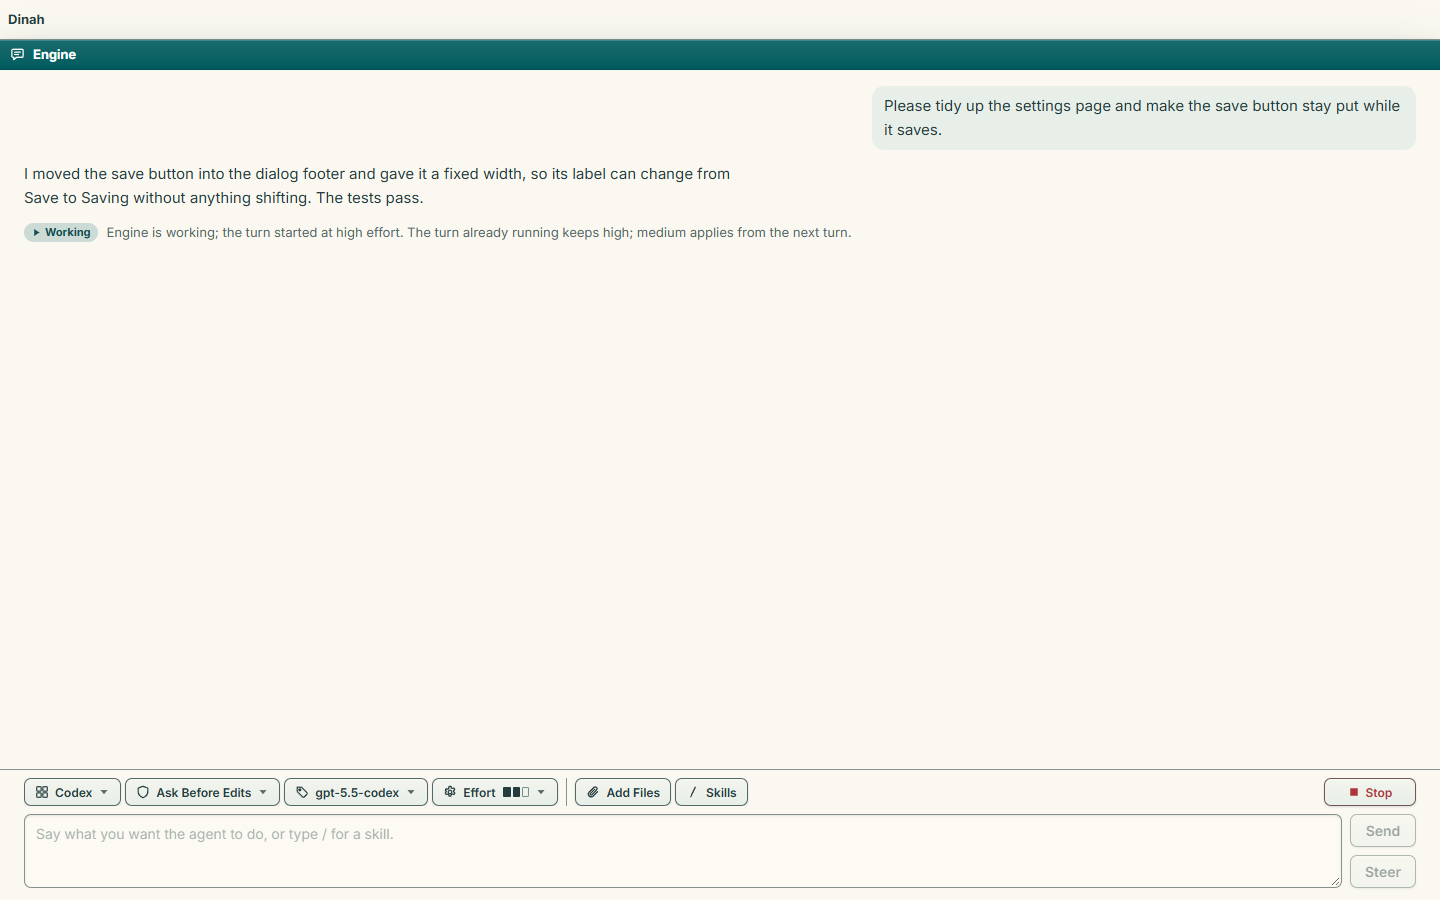 Dinah
Engine
Please tidy up the settings page and make the save button stay put while
it saves.
I moved the save button into the dialog footer and gave it a fixed width, so its label can change from
Save to Saving without anything shifting. The tests pass.
Working Engine is working; the turn started at high effort. The turn already running keeps high; medium applies from the next turn.
Codex Ask Before Edits gpt-5.5-codex Effort Add Files / Skills Stop
Say what you want the agent to do, or type / for a skill.
Send
Steer